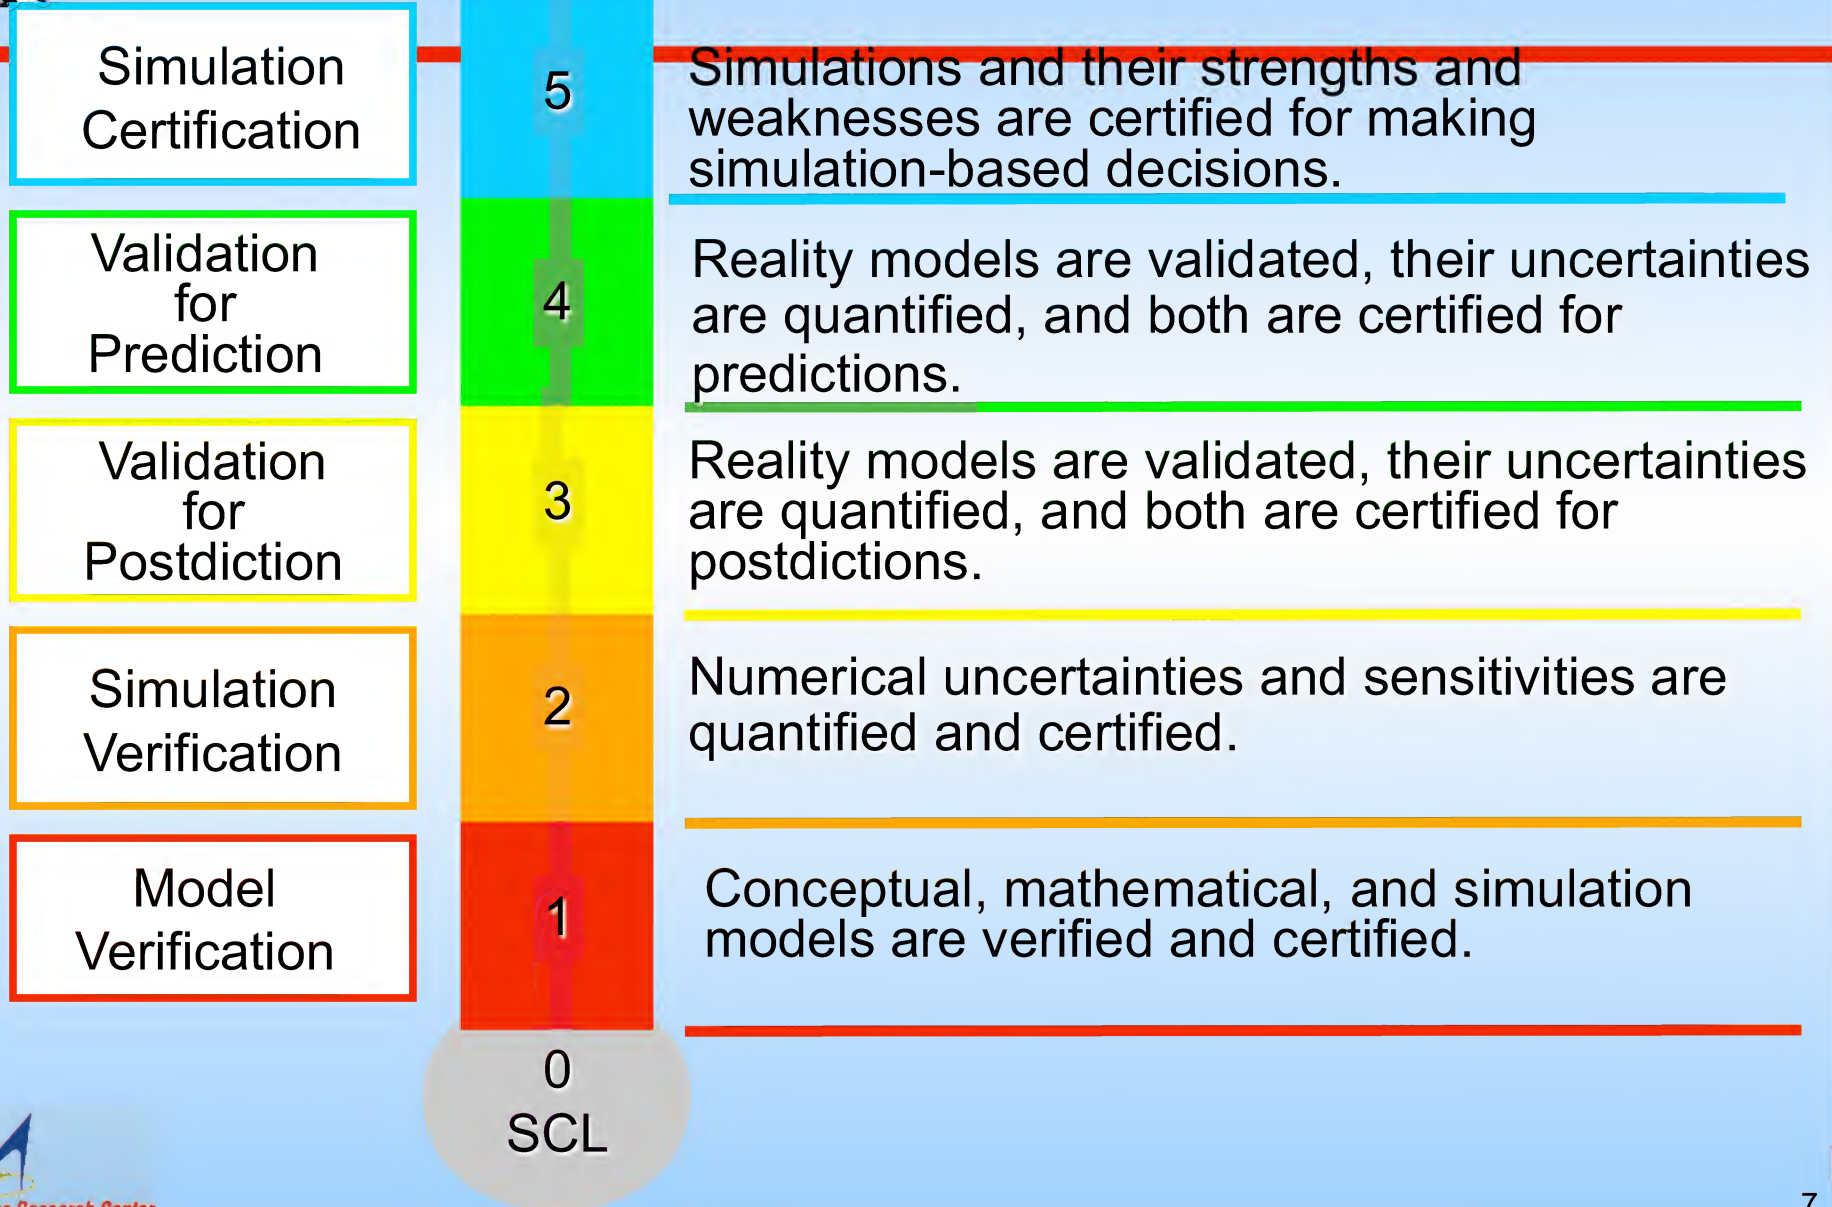 Simulation
Certification
5
Simulations and their strengths and
weaknesses are certified for making
simulation-based decisions.
Validation
for
Prediction
4
Reality models are validated, their uncertainties
are quantified, and both are certified for
predictions.
Validation
for
Postdiction
3
Reality models are validated, their uncertainties
are quantified, and both are certified for
postdictions.
Simulation
Verification
2
Numerical uncertainties and sensitivities are
quantified and certified.
Model
Verification
1
Conceptual, mathematical, and simulation
models are verified and certified.
0
SCL
Research Center
7